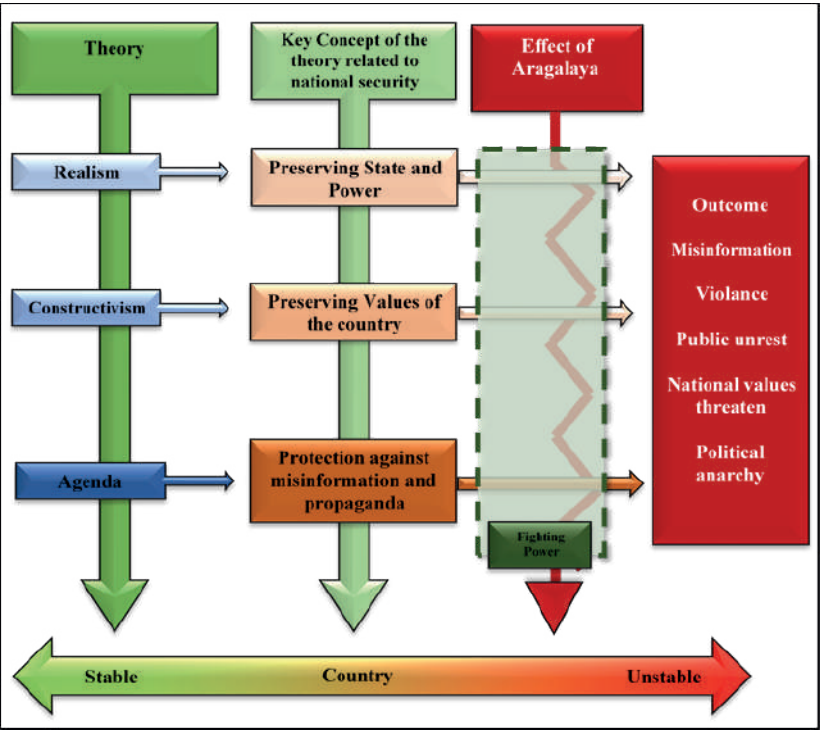 Theory
Key Concept of the
theory related to
national security
Effect of
Aragalaya
Realism
Preserving State and
Power
Constructivism
Preserving Values of
the country
Agenda
Protection against
misinformation and
propaganda
Fighting
Power
Outcome
Misinformation
Violance
Public unrest
National values
threaten
Political
anarchy
Stable
Country
Unstable